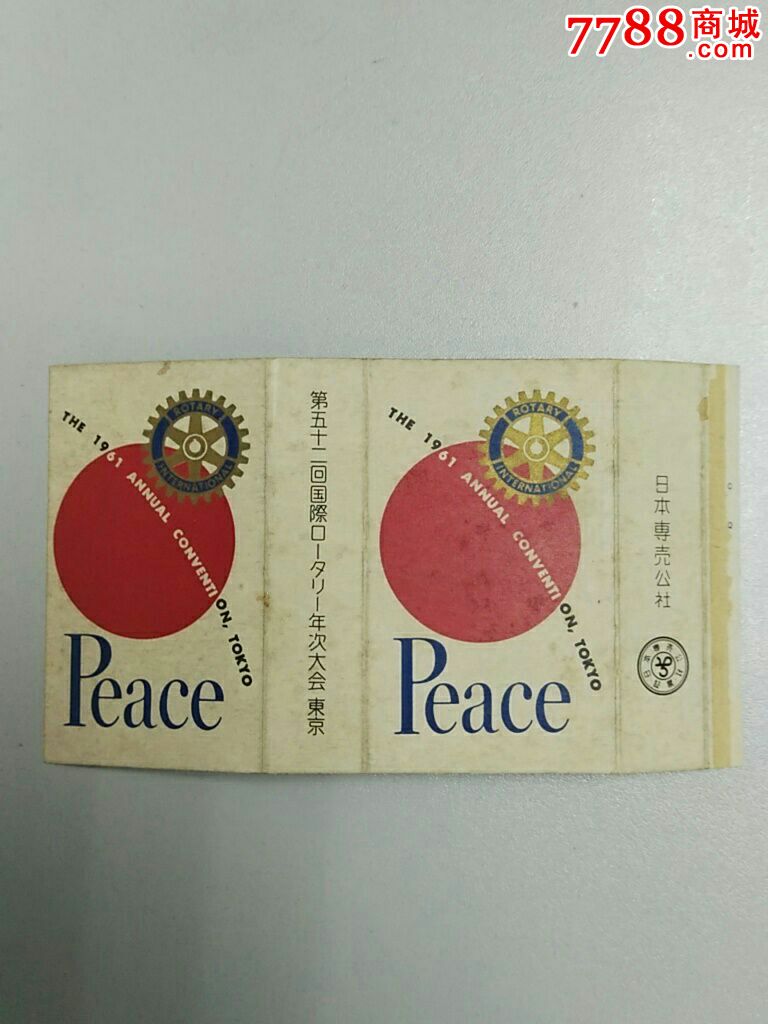 7788商城
.com
THE 1961 ANNUAL CONVENTION, TOKYO
ROTARY
INTERNATIONAL
Peace
第五十二回国際ロータリー年次大会 東京
THE 1961 ANNUAL CONVENTION, TOKYO
ROTARY
INTERNATIONAL
Peace
日本専売公社